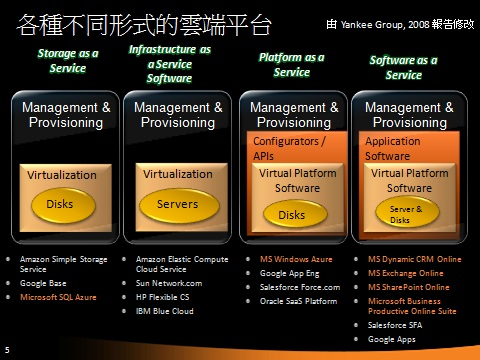 各種不同形式的雲端平台
由 Yankee Group, 2008 報告修改
Storage as a
Service
Infrastructure as
a Service
Software
Platform as a
Service
Software as a
Service
Management &
Provisioning
Virtualization
Disks
Management &
Provisioning
Virtualization
Servers
Management &
Provisioning
Configurators /
APIs
Virtual Platform
Software
Disks
Management &
Provisioning
Application
Software
Virtual Platform
Software
Server &
Disks
• Amazon Simple Storage
Service
• Google Base
• Microsoft SQL Azure
• Amazon Elastic Compute
Cloud Service
• Sun Network.com
• HP Flexible CS
• IBM Blue Cloud
• MS Windows Azure
• Google App Eng
• Salesforce Force.com
• Oracle SaaS Platform
• MS Dynamic CRM Online
• MS Exchange Online
• MS SharePoint Online
• Microsoft Business
Productive Online Suite
• Salesforce SFA
• Google Apps
5